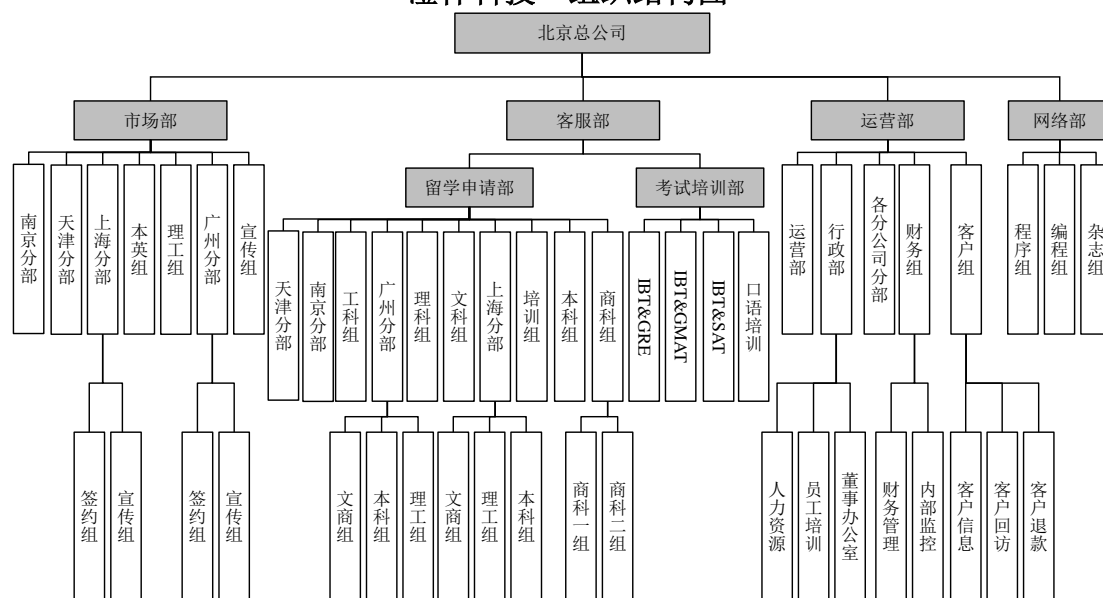 北京总公司
市场部
客服部
运营部
网络部
留学申请部
考试培训部
南京分部
天津分部
上海分部
本英组
理工组
广州分部
宣传组
天津分部
南京分部
工科组
广州分部
理科组
文科组
上海分部
培训组
本科组
商科组
IBT&GRE
IBT&GMAT
IBT&SAT
口语培训
运营部
行政部
各分公司分部
财务组
客户组
程序组
编程组
杂志组
签约组
宣传组
签约组
宣传组
文商组
本科组
理工组
文商组
理工组
本科组
商科一组
商科二组
人力资源
员工培训
董事办公室
财务管理
内部监控
客户信息
客户回访
客户退款